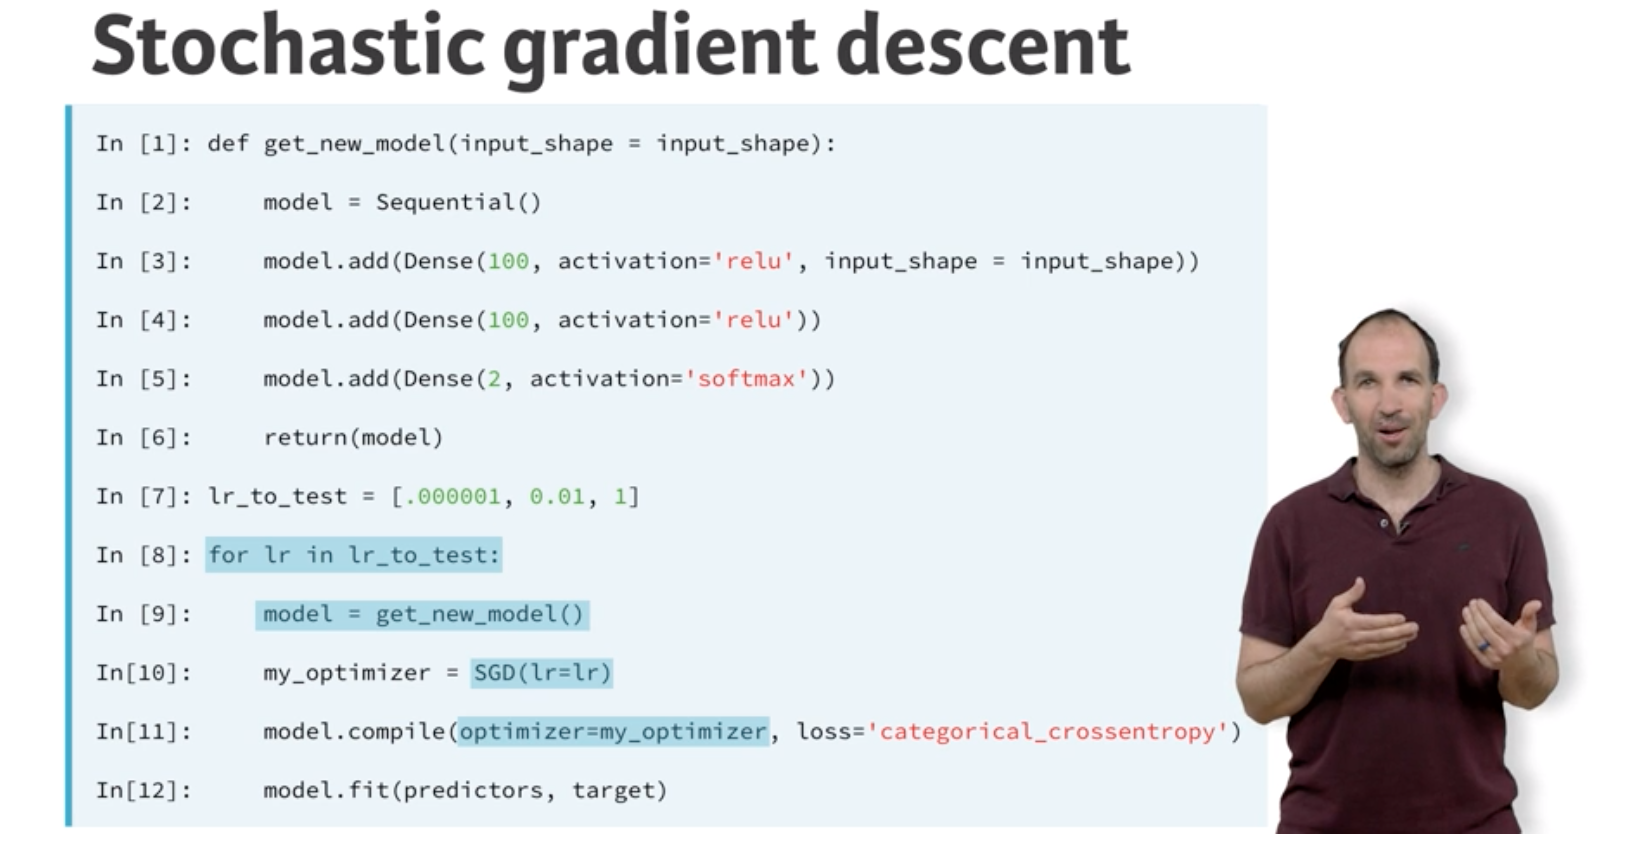 Stochastic gradient descent
In [1]: def get_new_model(input_shape = input_shape):
In [2]:     model = Sequential()
In [3]:     model.add(Dense(100, activation='relu', input_shape = input_shape))
In [4]:     model.add(Dense(100, activation='relu'))
In [5]:     model.add(Dense(2, activation='softmax'))
In [6]:     return(model)
In [7]: lr_to_test = [.000001, 0.01, 1]
In [8]: for lr in lr_to_test:
In [9]:     model = get_new_model()
In[10]:     my_optimizer = SGD(lr=lr)
In[11]:     model.compile(optimizer=my_optimizer, loss='categorical_crossentropy')
In[12]:     model.fit(predictors, target)